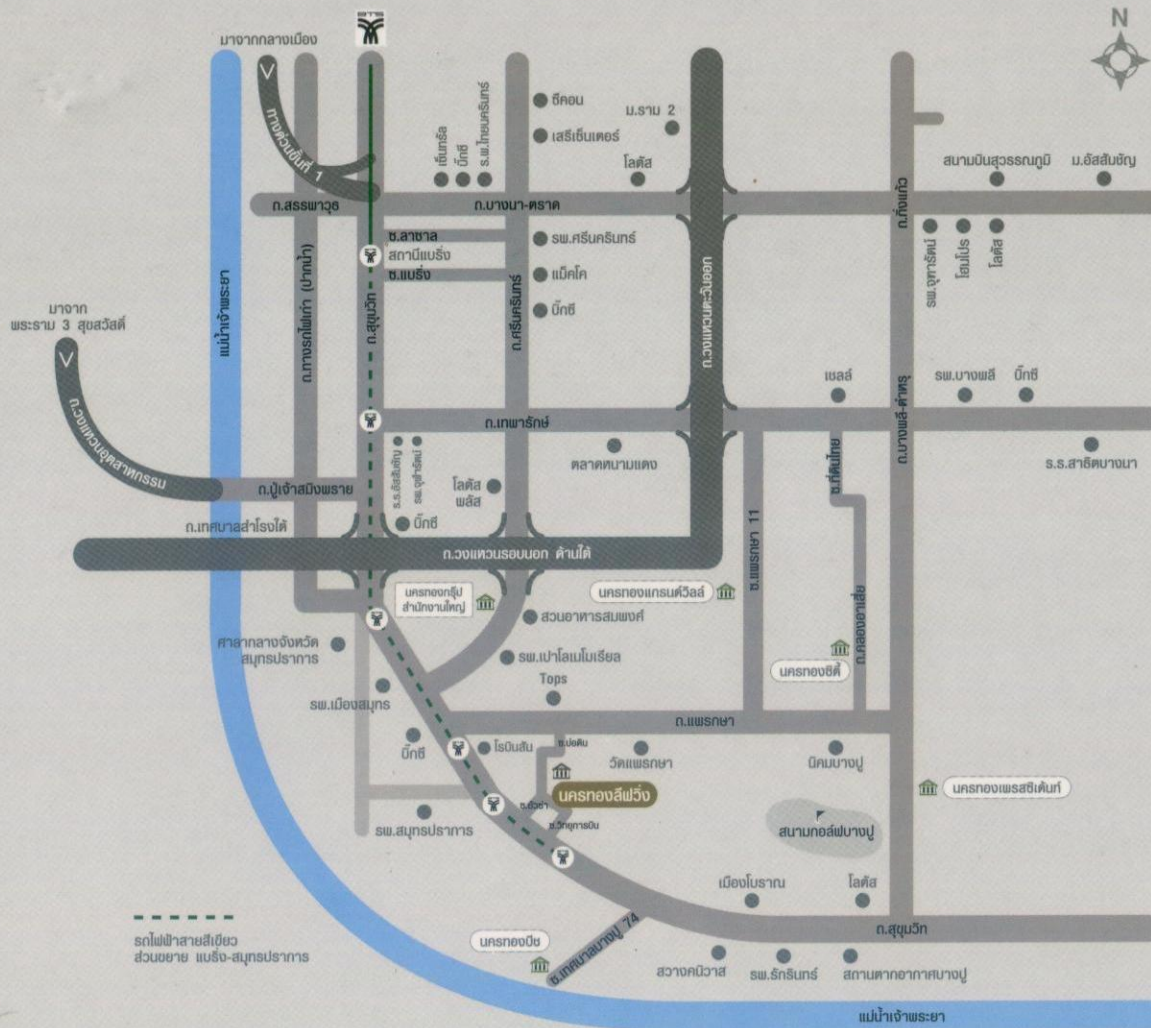 BTS
N
มาจากกลางเมือง
ทางด่วนขั้นที่ 1
ซีคอน
ม.ราม 2
เสรีเซ็นเตอร์
เซ็นทรัล
บิ๊กซี
ร.พ.ไทยนครินทร์
โลตัส
สนามบินสุวรรณภูมิ
ม.อัสสัมชัญ
ถ.กิ่งแก้ว
ถ.สรรพาวุธ
ถ.บางนา-ตราด
ซ.ลาซาล
สถานีแบริ่ง
ซ.แบริ่ง
รพ.ศรีนครินทร์
แม็คโค
บิ๊กซี
รพ.จุฬารัตน์
โฮมโปร
โลตัส
แม่น้ำเจ้าพระยา
ถ.ทางรถไฟเก่า (ปากน้ำ)
ถ.สุขุมวิท
ถ.ศรีนครินทร์
ถ.วงแหวนตะวันออก
มาจาก
พระราม 3 สุขสวัสดิ์
ถ.วงแหวนอุตสาหกรรม
เชลล์
รพ.บางพลี
บิ๊กซี
ถ.เทพารักษ์
ถ.บางพลี-ตำหรุ
ตลาดหนามแดง
ร.ร.สาธิตบางนา
ซ.ที่ดินไทย
ร.ร.อัสสัมชัญ
รพ.จุฬารัตน์
โลตัส
พลัส
ถ.ปู่เจ้าสมิงพราย
บิ๊กซี
ถ.เทศบาลสำโรงใต้
ถ.วงแหวนรอบนอก ด้านใต้
ซ.แพรกษา 11
นครทองกรุ๊ป
สำนักงานใหญ่
นครทองแกรนด์วิลล์
สวนอาหารสมพงค์
ถ.คลองอาเสี่ย
ศาลากลางจังหวัด
สมุทรปราการ
รพ.เปาโลเมโมเรียล
นครทองซิตี้
Tops
รพ.เมืองสมุทร
ถ.แพรกษา
บิ๊กซี
โรบินสัน
ซ.บ่อดิน
วัดแพรกษา
นิคมบางปู
นครทองลีฟวิ่ง
นครทองเพรสซิเด้นท์
ซ.บัวขำ
ซ.วิทยุการบิน
รพ.สมุทรปราการ
สนามกอล์ฟบางปู
เมืองโบราณ
โลตัส
ถ.สุขุมวิท
รถไฟฟ้าสายสีเขียว
ส่วนขยาย แบริ่ง-สมุทรปราการ
นครทองบีช
ซ.เทศบาลบางปู 74
สวางคนิวาส
รพ.รักรินทร์
สถานตากอากาศบางปู
แม่น้ำเจ้าพระยา